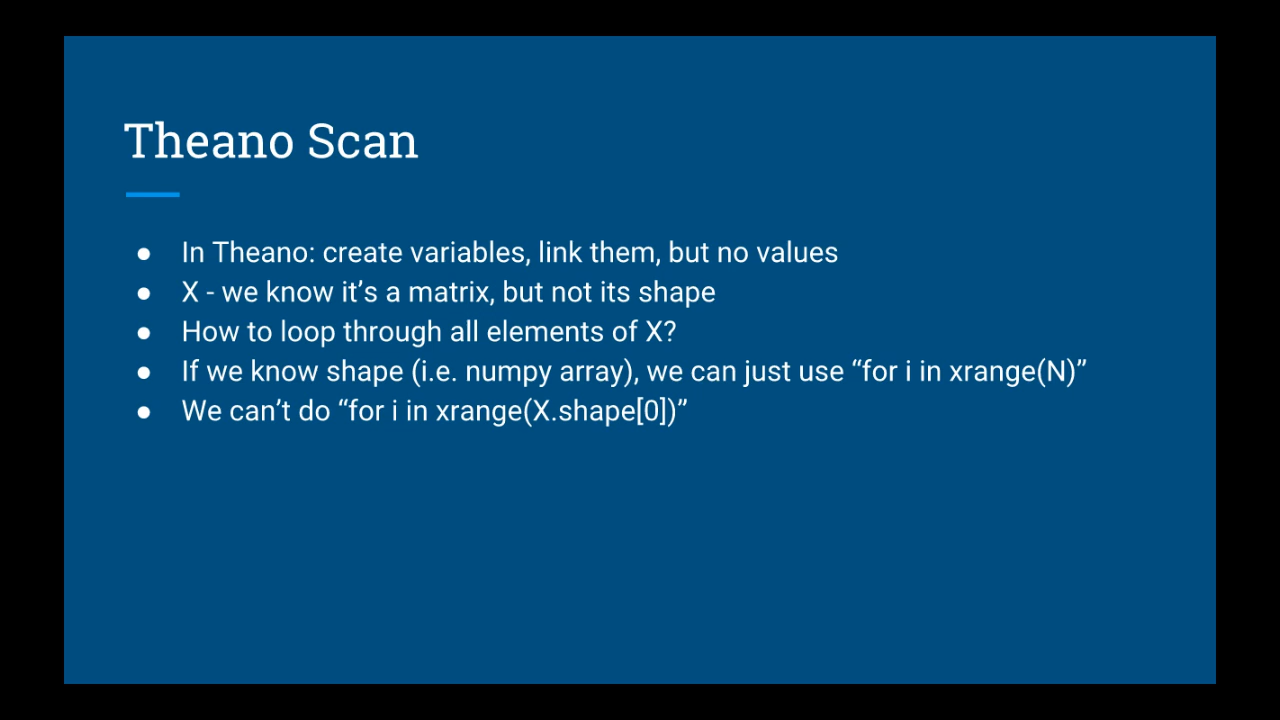 Theano Scan
● In Theano: create variables, link them, but no values
● X - we know it’s a matrix, but not its shape
● How to loop through all elements of X?
● If we know shape (i.e. numpy array), we can just use “for i in xrange(N)”
● We can’t do “for i in xrange(X.shape[0])”